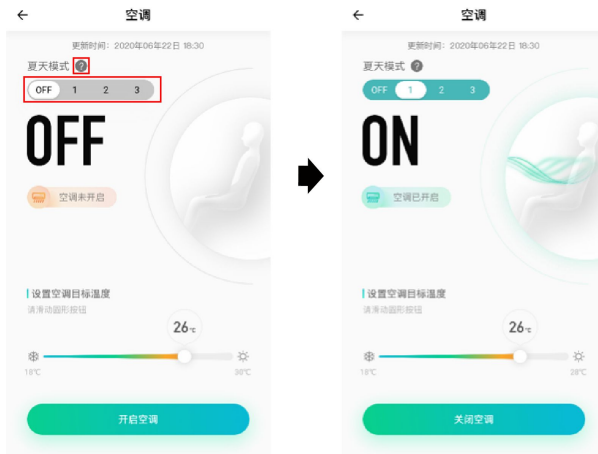 空调
更新时间：2020年06年22日 18:30
夏天模式 ?
OFF 1 2 3
OFF
空调未开启
设置空调目标温度
请滑动圆形按钮
26℃
18℃ 30℃
开启空调
空调
更新时间：2020年06年22日 18:30
夏天模式 ?
OFF 1 2 3
ON
空调已开启
设置空调目标温度
请滑动圆形按钮
26℃
18℃ 28℃
关闭空调